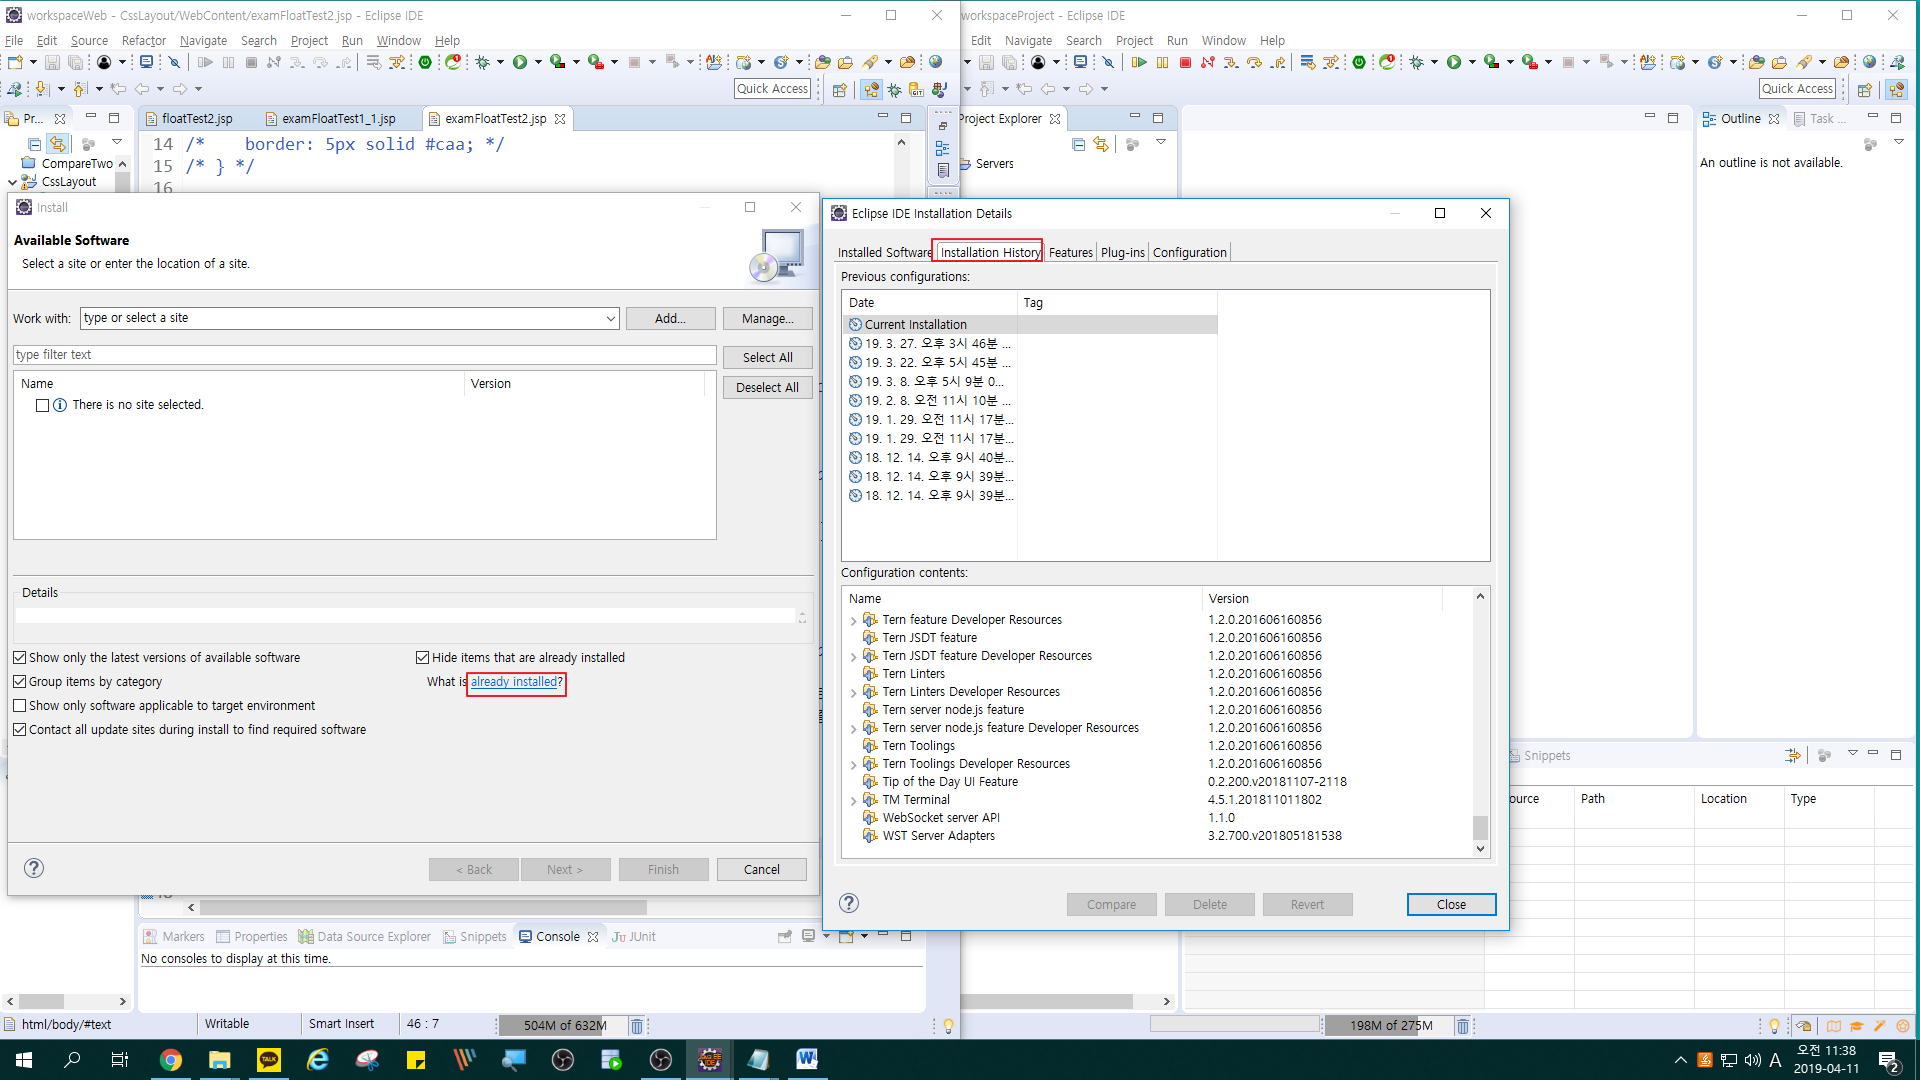 workspaceWeb - CssLayout/WebContent/examFloatTest2.jsp - Eclipse IDE
File Edit Source Refactor Navigate Search Project Run Window Help
Quick Access
Pr...
floatTest2.jsp
examFloatTest1_1.jsp
examFloatTest2.jsp
CompareTwo
CssLayout
14 /* border: 5px solid #caa; */
15 /* } */
16
workspaceProject - Eclipse IDE
Edit Navigate Search Project Run Window Help
Quick Access
Project Explorer
Servers
Outline
Task ...
An outline is not available.
Install
Available Software
Select a site or enter the location of a site.
Work with: type or select a site
Add...
Manage...
type filter text
Select All
Deselect All
Name Version
There is no site selected.
Details
Show only the latest versions of available software
Hide items that are already installed
Group items by category
What is already installed?
Show only software applicable to target environment
Contact all update sites during install to find required software
< Back
Next >
Finish
Cancel
Eclipse IDE Installation Details
Installed Software
Installation History
Features
Plug-ins
Configuration
Previous configurations:
Date Tag
Current Installation
19. 3. 27. 오후 3시 46분 ...
19. 3. 22. 오후 5시 45분 ...
19. 3. 8. 오후 5시 9분 0...
19. 2. 8. 오전 11시 10분 ...
19. 1. 29. 오전 11시 17분...
19. 1. 29. 오전 11시 17분...
18. 12. 14. 오후 9시 40분...
18. 12. 14. 오후 9시 39분...
18. 12. 14. 오후 9시 39분...
Configuration contents:
Name Version
Tern feature Developer Resources 1.2.0.201606160856
Tern JSDT feature 1.2.0.201606160856
Tern JSDT feature Developer Resources 1.2.0.201606160856
Tern Linters 1.2.0.201606160856
Tern Linters Developer Resources 1.2.0.201606160856
Tern server node.js feature 1.2.0.201606160856
Tern server node.js feature Developer Resources 1.2.0.201606160856
Tern Toolings 1.2.0.201606160856
Tern Toolings Developer Resources 1.2.0.201606160856
Tip of the Day UI Feature 0.2.200.v20181107-2118
TM Terminal 4.5.1.201811011802
WebSocket server API 1.1.0
WST Server Adapters 3.2.700.v201805181538
Compare
Delete
Revert
Close
Snippets
ource Path Location Type
Markers
Properties
Data Source Explorer
Snippets
Console
JUnit
No consoles to display at this time.
html/body/#text
Writable
Smart Insert
46 : 7
504M of 632M
198M of 275M
TALK
A
오전 11:38
2019-04-11
2